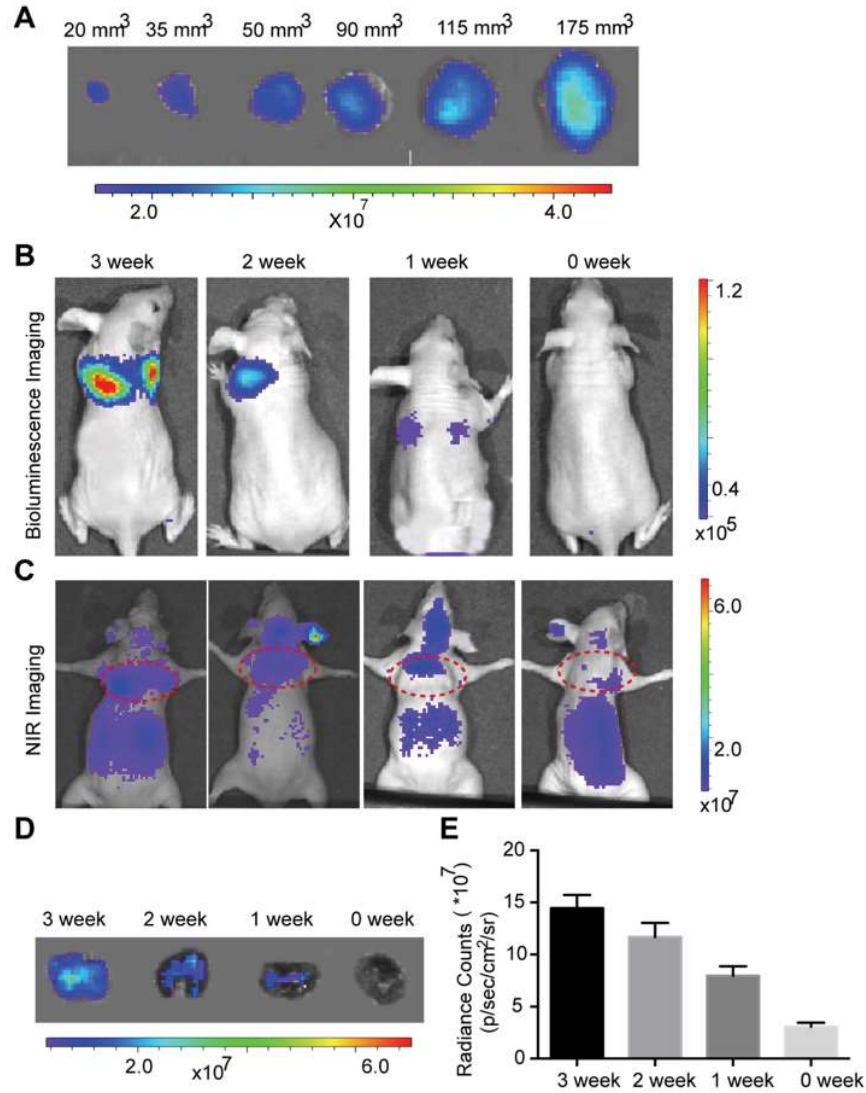 A
20 mm3 35 mm3 50 mm3 90 mm3 115 mm3 175 mm3
2.0 X10^7 4.0
B
3 week 2 week 1 week 0 week
Bioluminescence Imaging
1.2
0.4
x10^5
C
NIR Imaging
6.0
2.0
x10^7
D
3 week 2 week 1 week 0 week
2.0 x10^7 6.0
E
Radiance Counts ( *10^7)
(p/sec/cm2/sr)
20
15
10
5
0
3 week 2 week 1 week 0 week